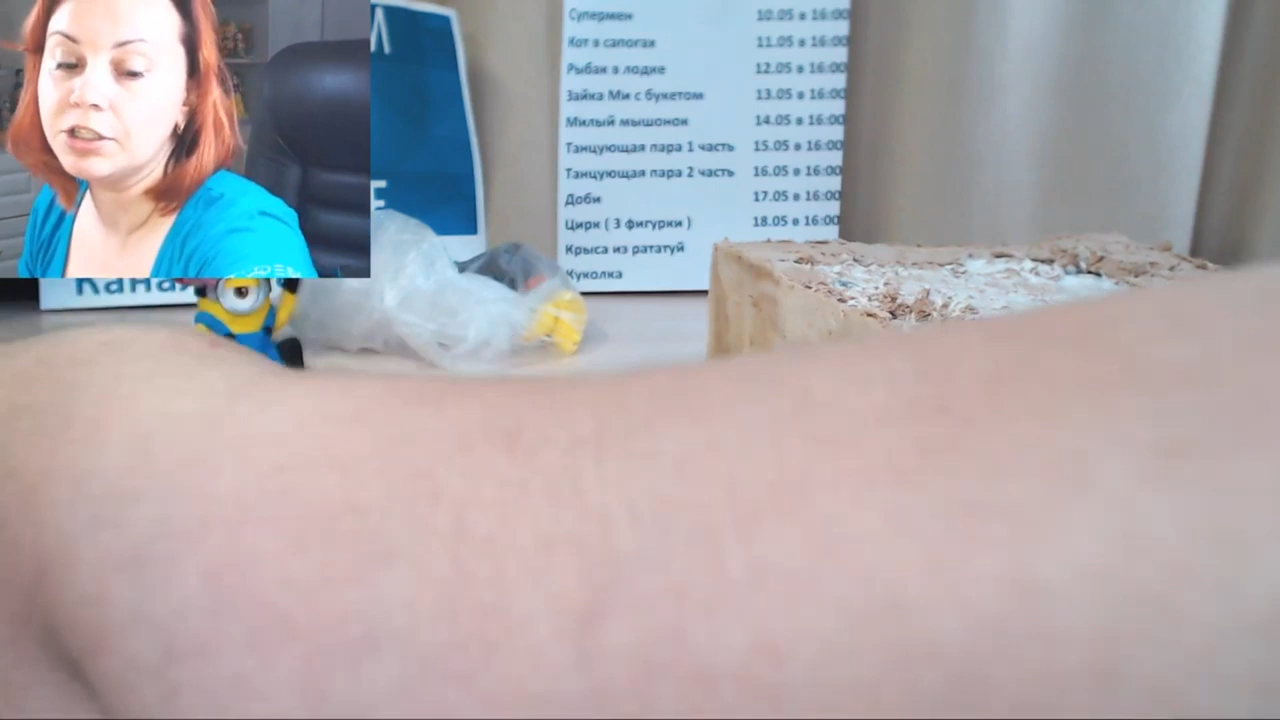 Супермен 10.05 в 16:00
Кот в сапогах 11.05 в 16:00
Рыбак в лодке 12.05 в 16:00
Зайка Ми с букетом 13.05 в 16:00
Милый мышонок 14.05 в 16:00
Танцующая пара 1 часть 15.05 в 16:00
Танцующая пара 2 часть 16.05 в 16:00
Доби 17.05 в 16:00
Цирк ( 3 фигурки ) 18.05 в 16:00
Крыса из рататуй
Куколка